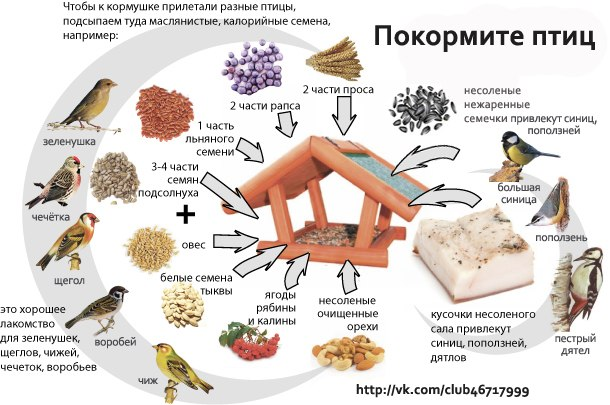 Чтобы к кормушке прилетали разные птицы,
подсыпаем туда маслянистые, калорийные семена,
например:
Покормите птиц
2 части рапса
2 части проса
несоленые
нежаренные
семечки привлекут синиц,
поползней
зеленушка
1 часть
льняного
семени
3-4 части
семян
подсолнуха
чечётка
+
большая
синица
поползень
овес
щегол
белые семена
тыквы
ягоды
рябины
и калины
несоленые
очищенные
орехи
кусочки несоленого
сала привлекут
синиц, поползней,
дятлов
пестрый
дятел
это хорошее
лакомство
для зеленушек,
щеглов, чижей,
чечеток, воробьев
воробей
чиж
http://vk.com/club46717999